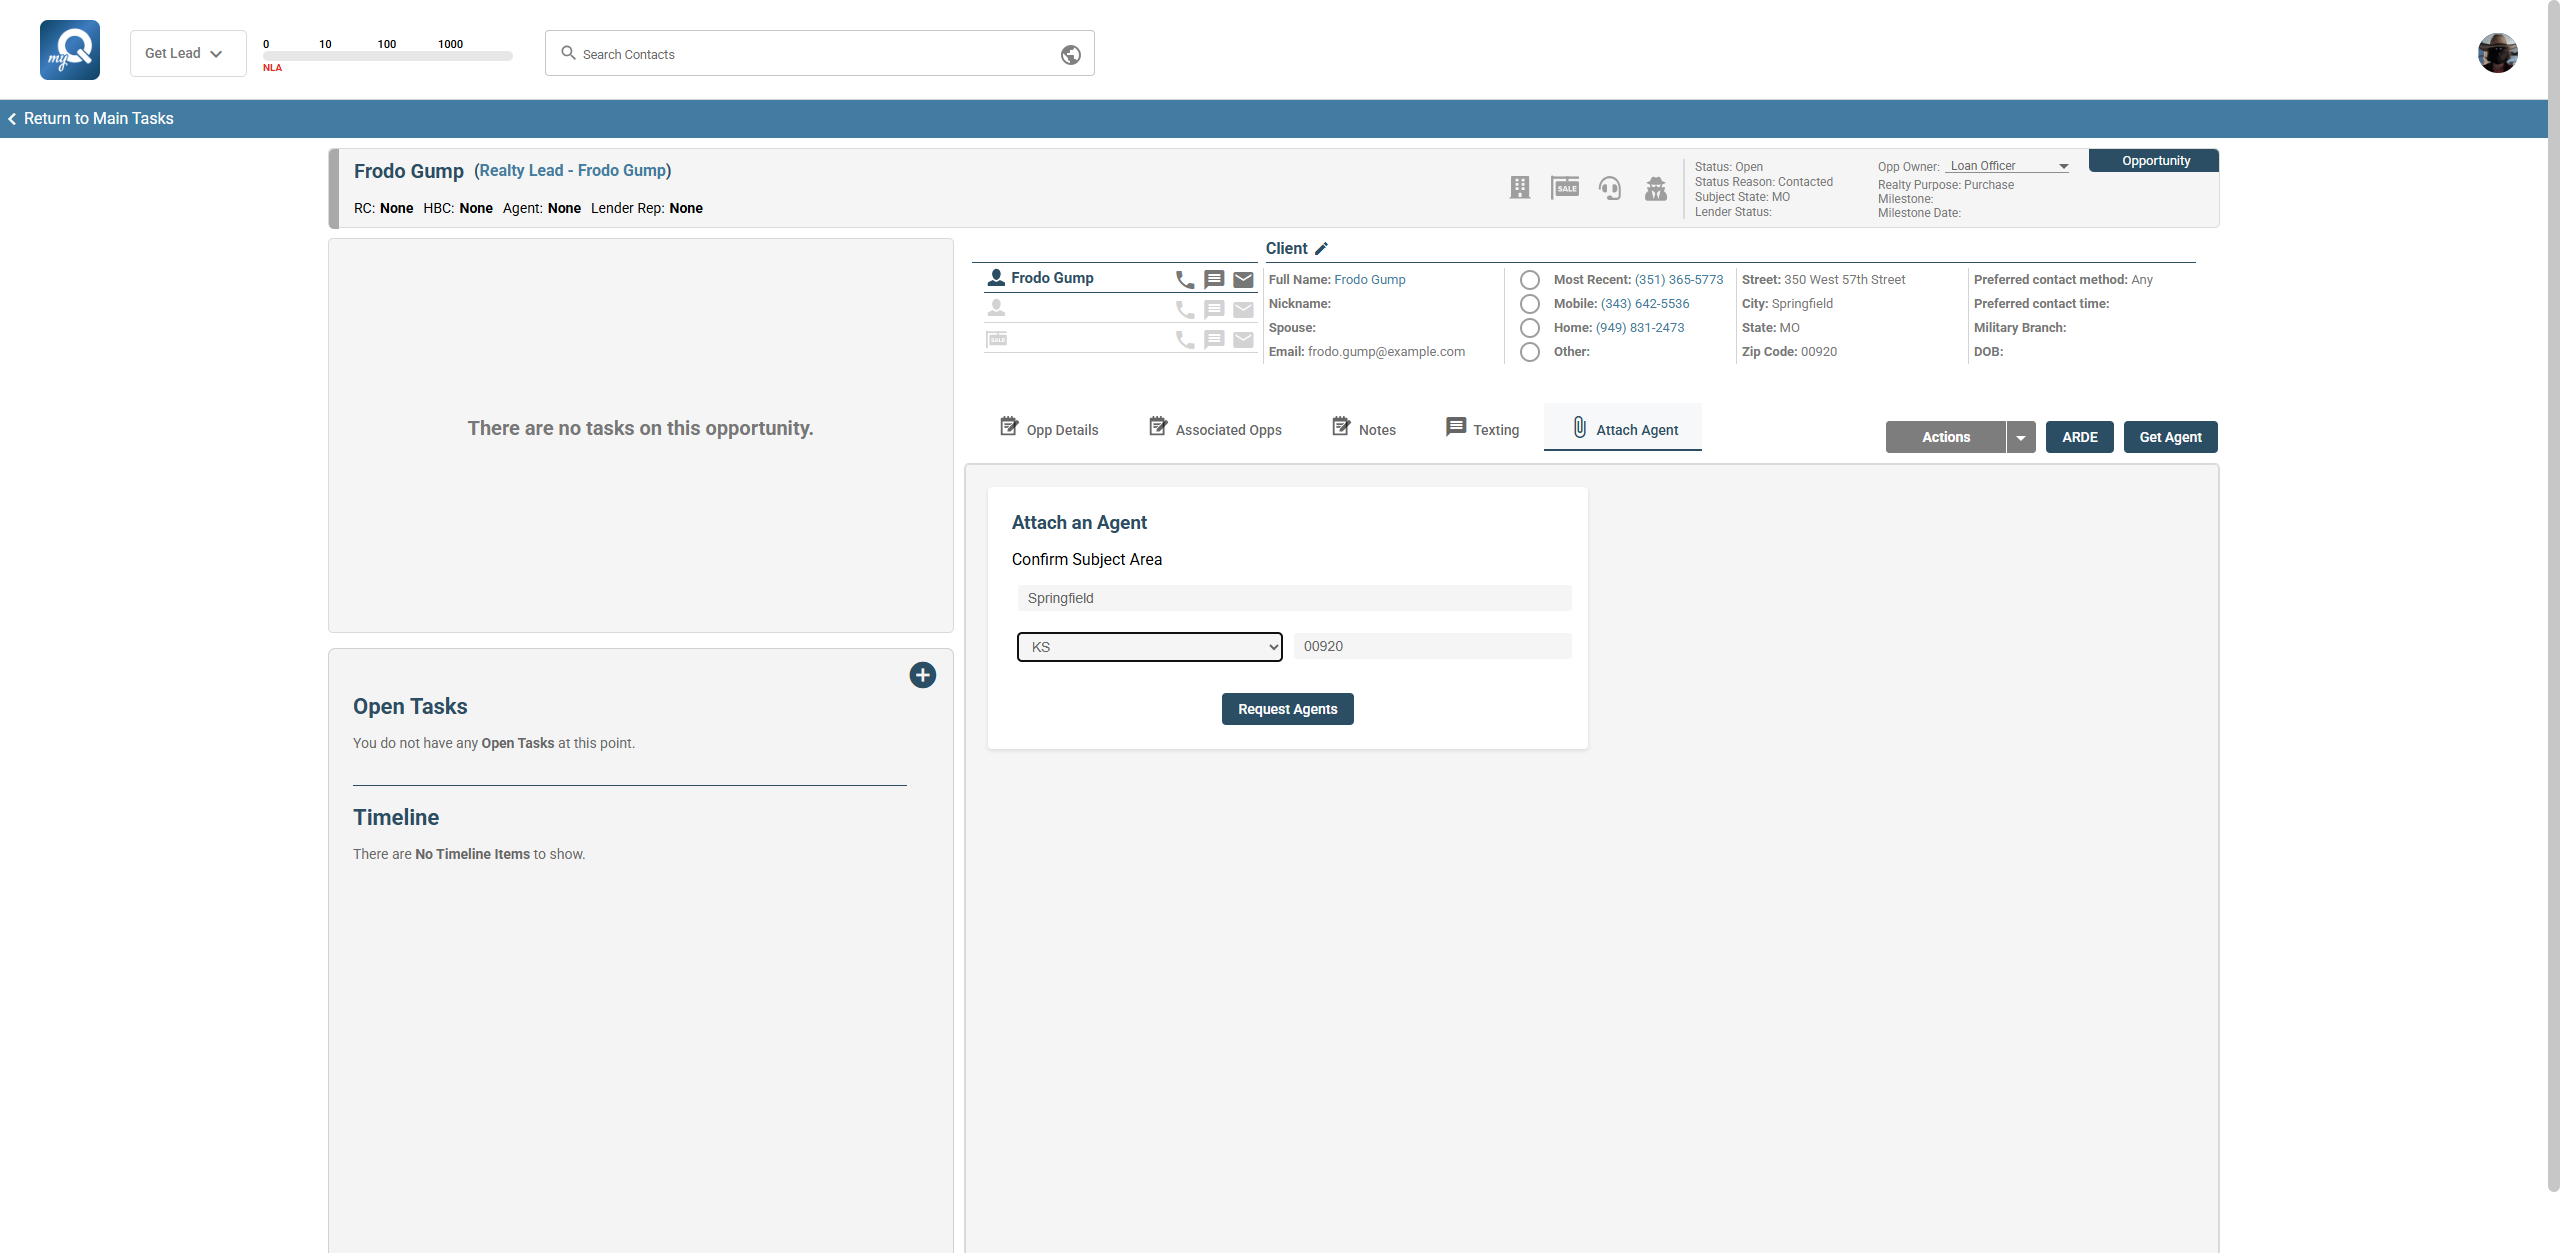 myQ
Get Lead
0 10 100 1000
NLA
Search Contacts
Return to Main Tasks
Frodo Gump (Realty Lead - Frodo Gump)
RC: None HBC: None Agent: None Lender Rep: None
SALE
Status: Open
Status Reason: Contacted
Subject State: MO
Lender Status:
Opp Owner: Loan Officer
Realty Purpose: Purchase
Milestone:
Milestone Date:
Opportunity
There are no tasks on this opportunity.
Open Tasks
You do not have any Open Tasks at this point.
Timeline
There are No Timeline Items to show.
Frodo Gump
SALE
Client
Full Name: Frodo Gump
Nickname:
Spouse:
Email: frodo.gump@example.com
Most Recent: (351) 365-5773
Mobile: (343) 642-5536
Home: (949) 831-2473
Other:
Street: 350 West 57th Street
City: Springfield
State: MO
Zip Code: 00920
Preferred contact method: Any
Preferred contact time:
Military Branch:
DOB:
Opp Details
Associated Opps
Notes
Texting
Attach Agent
Actions
ARDE
Get Agent
Attach an Agent
Confirm Subject Area
Springfield
KS
00920
Request Agents